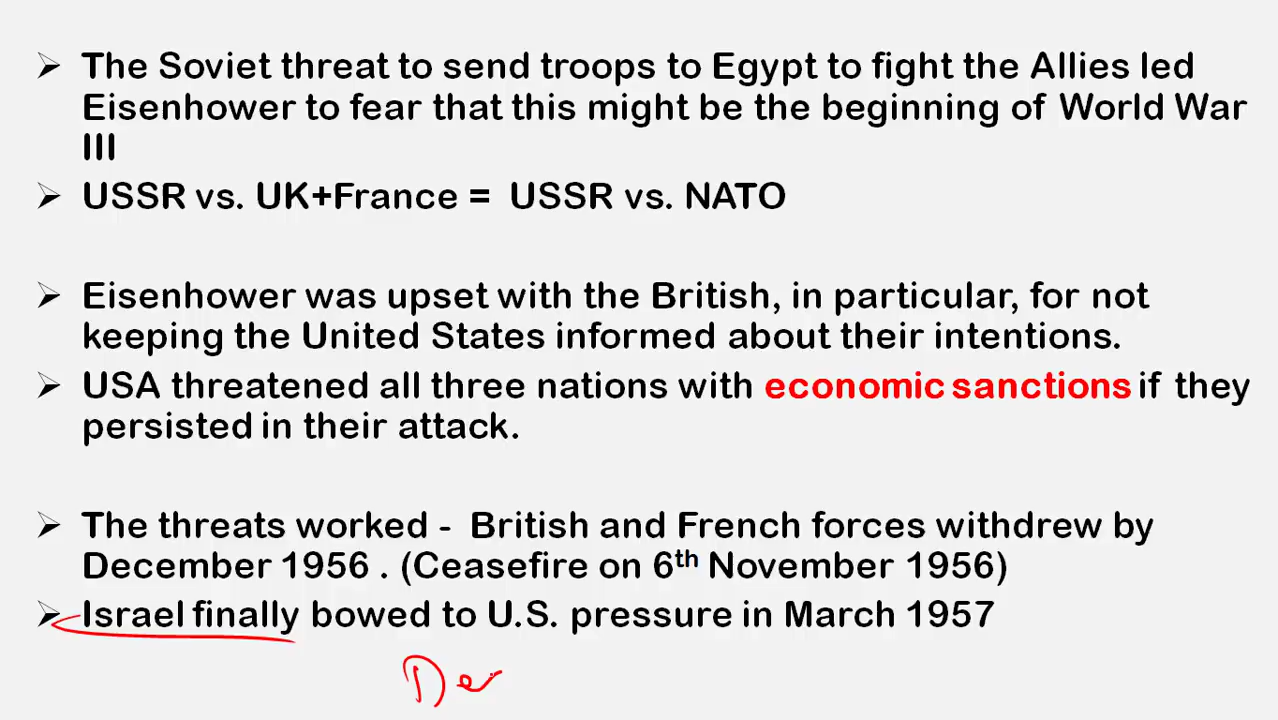 The Soviet threat to send troops to Egypt to fight the Allies led
Eisenhower to fear that this might be the beginning of World War
III
USSR vs. UK+France = USSR vs. NATO
Eisenhower was upset with the British, in particular, for not
keeping the United States informed about their intentions.
USA threatened all three nations with economic sanctions if they
persisted in their attack.
The threats worked - British and French forces withdrew by
December 1956 . (Ceasefire on 6th November 1956)
Israel finally bowed to U.S. pressure in March 1957